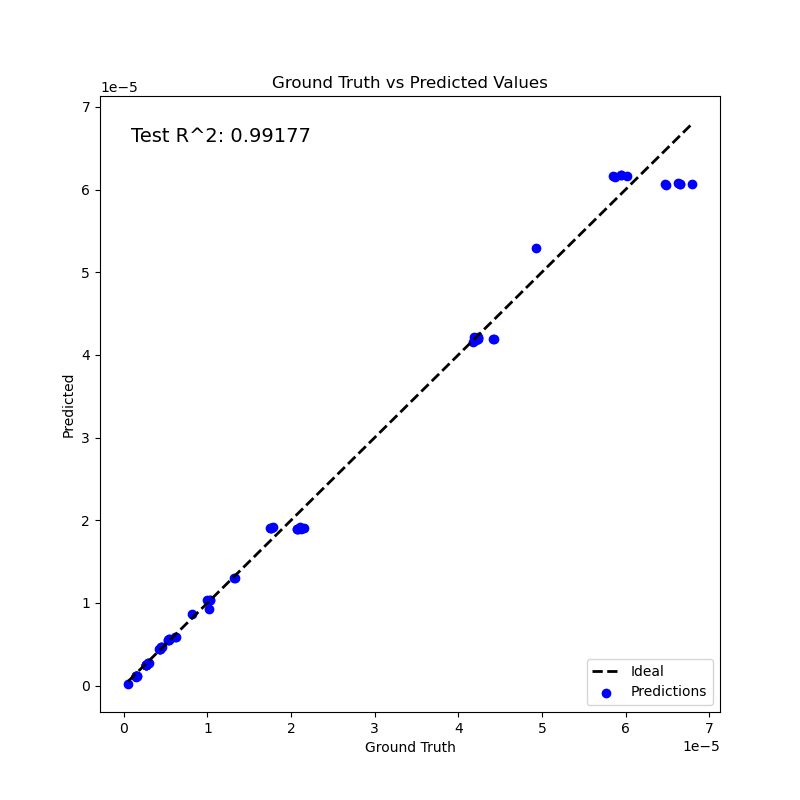 Ground Truth vs Predicted Values
1e−5
Test R^2: 0.99177
7
6
5
4
3
2
1
0
Predicted
Ideal
Predictions
0 1 2 3 4 5 6 7
1e−5
Ground Truth